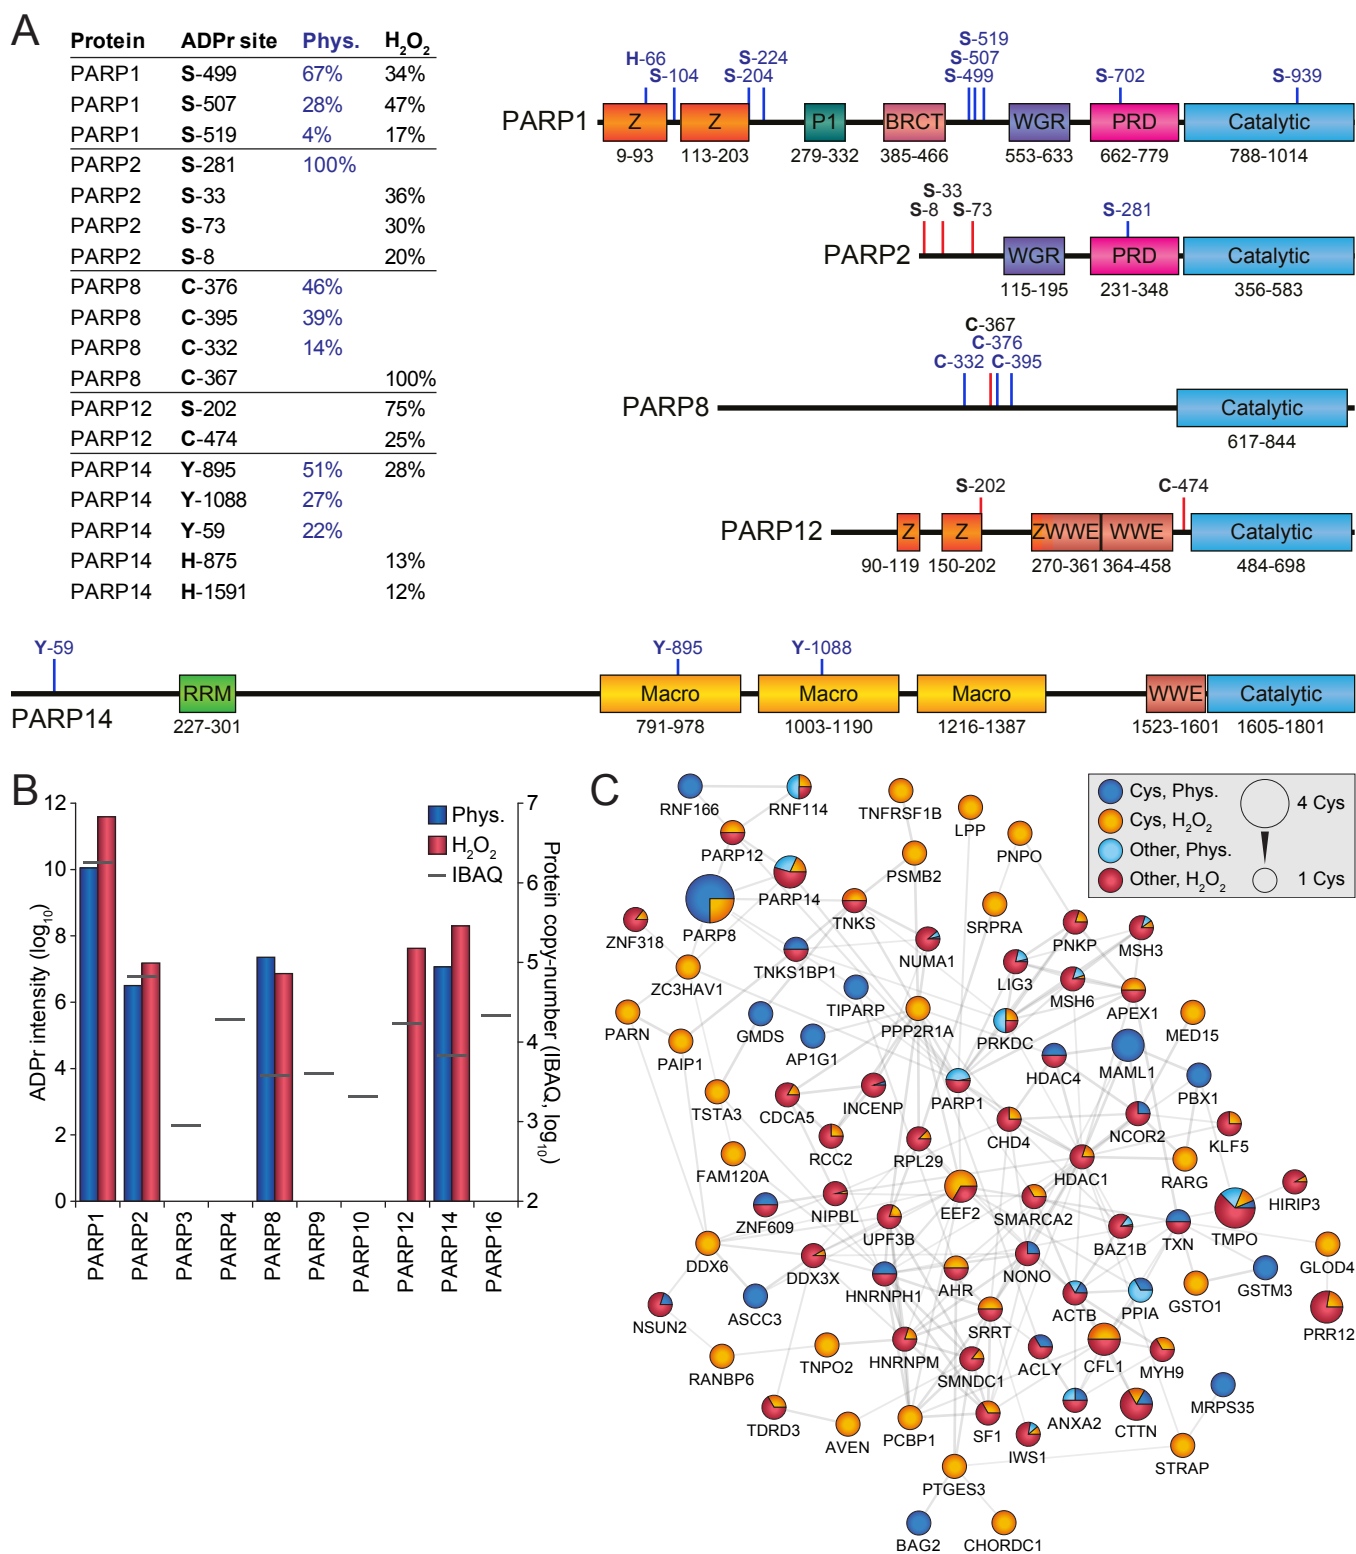 A
Protein ADPr site Phys. H2O2
PARP1 S-499 67% 34%
PARP1 S-507 28% 47%
PARP1 S-519 4% 17%
PARP2 S-281 100%
PARP2 S-33 36%
PARP2 S-73 30%
PARP2 S-8 20%
PARP8 C-376 46%
PARP8 C-395 39%
PARP8 C-332 14%
PARP8 C-367 100%
PARP12 S-202 75%
PARP12 C-474 25%
PARP14 Y-895 51% 28%
PARP14 Y-1088 27%
PARP14 Y-59 22%
PARP14 H-875 13%
PARP14 H-1591 12%
S-519
H-66 S-224 S-507
S-104 S-204 S-499 S-702 S-939
PARP1 Z Z P1 BRCT WGR PRD Catalytic
9-93 113-203 279-332 385-466 553-633 662-779 788-1014
S-33
S-8 S-73 S-281
PARP2 WGR PRD Catalytic
115-195 231-348 356-583
C-367
C-376
C-332 C-395
PARP8 Catalytic
617-844
S-202 C-474
PARP12 Z Z ZWWE WWE Catalytic
90-119 150-202 270-361 364-458 484-698
Y-59 Y-895 Y-1088
RRM Macro Macro Macro WWE Catalytic
PARP14
227-301 791-978 1003-1190 1216-1387 1523-1601 1605-1801
B
12 10 8 6 4 2 0
ADPr intensity (log10)
Phys.
H2O2
IBAQ
7 6 5 4 3 2
Protein copy-number (IBAQ, log10)
PARP1 PARP2 PARP3 PARP4 PARP8 PARP9 PARP10 PARP12 PARP14 PARP16
C
Cys, Phys.
Cys, H2O2
Other, Phys.
Other, H2O2
4 Cys
1 Cys
RNF166 RNF114 TNFRSF1B
LPP
PARP12 PNPO
PSMB2
PARP14
SRPRA
PARP8 TNKS
ZNF318 PNKP MSH3
NUMA1
TNKS1BP1 LIG3
ZC3HAV1 MSH6
TIPARP APEX1
PARN GMDS PPP2R1A MED15
PRKDC
AP1G1
PAIP1 HDAC4 MAML1
PBX1
TSTA3 CDCA5 INCENP PARP1
NCOR2
CHD4 KLF5
RCC2 RPL29
FAM120A HDAC1 RARG
NIPBL EEF2 HIRIP3
ZNF609 UPF3B SMARCA2
BAZ1B TXN TMPO
DDX6 DDX3X NONO GLOD4
HNRNPH1 AHR GSTM3
ASCC3 ACTB PPIA GSTO1
NSUN2 SRRT PRR12
RANBP6 TNPO2 HNRNPM ACLY CFL1 MYH9
SMNDC1
MRPS35
TDRD3 ANXA2 CTTN
AVEN PCBP1 SF1
IWS1 STRAP
PTGES3
BAG2 CHORDC1